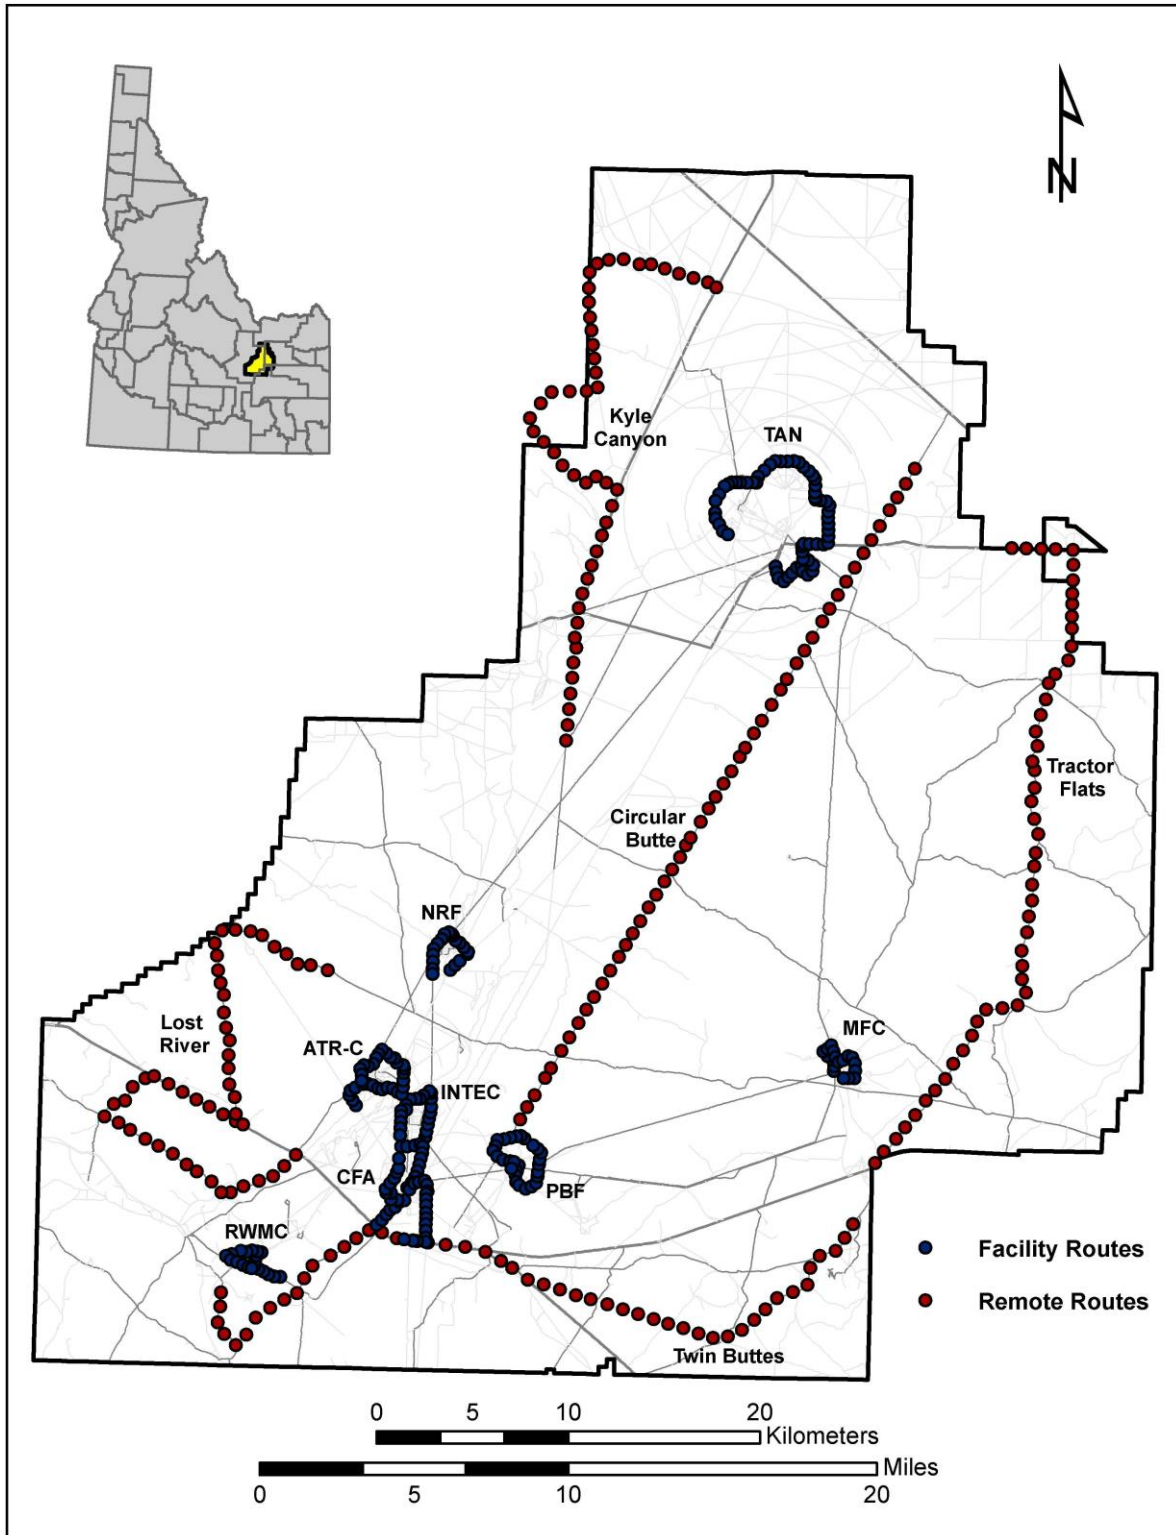 N
Kyle
Canyon
TAN
Tractor
Flats
Circular
Butte
NRF
Lost
River
ATR-C
MFC
INTEC
CFA
PBF
RWMC
Facility Routes
Remote Routes
Twin Buttes
0 5 10 20
Kilometers
Miles
0 5 10 20